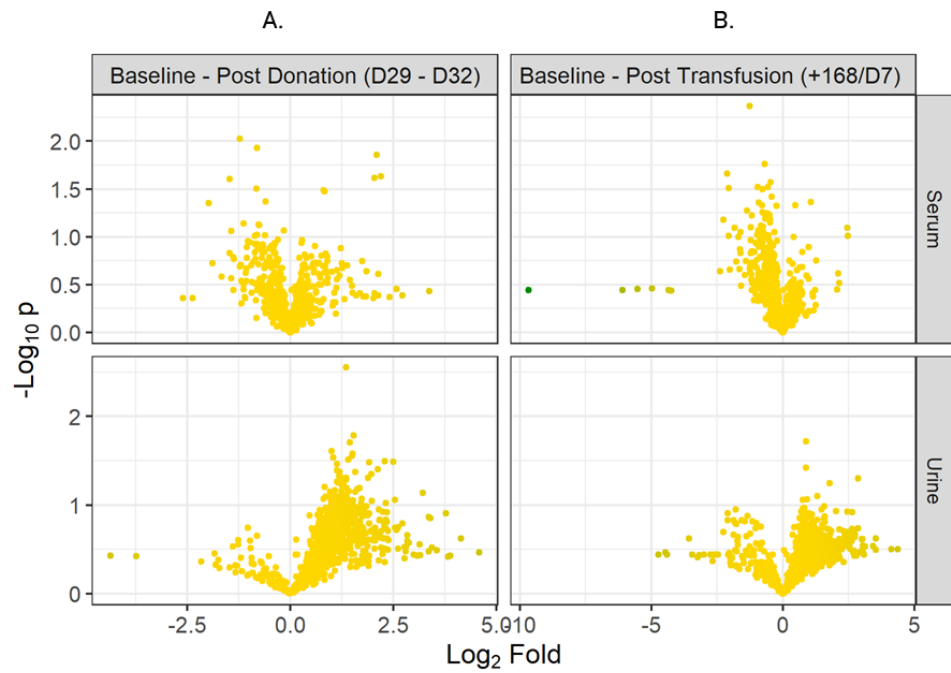 A.
B.
Baseline - Post Donation (D29 - D32)
Baseline - Post Transfusion (+168/D7)
2.0
1.5
1.0
0.5
0.0
Serum
-Log10 p
2
1
0
Urine
-2.5
0.0
2.5
5.0
-10
-5
0
5
Log2 Fold